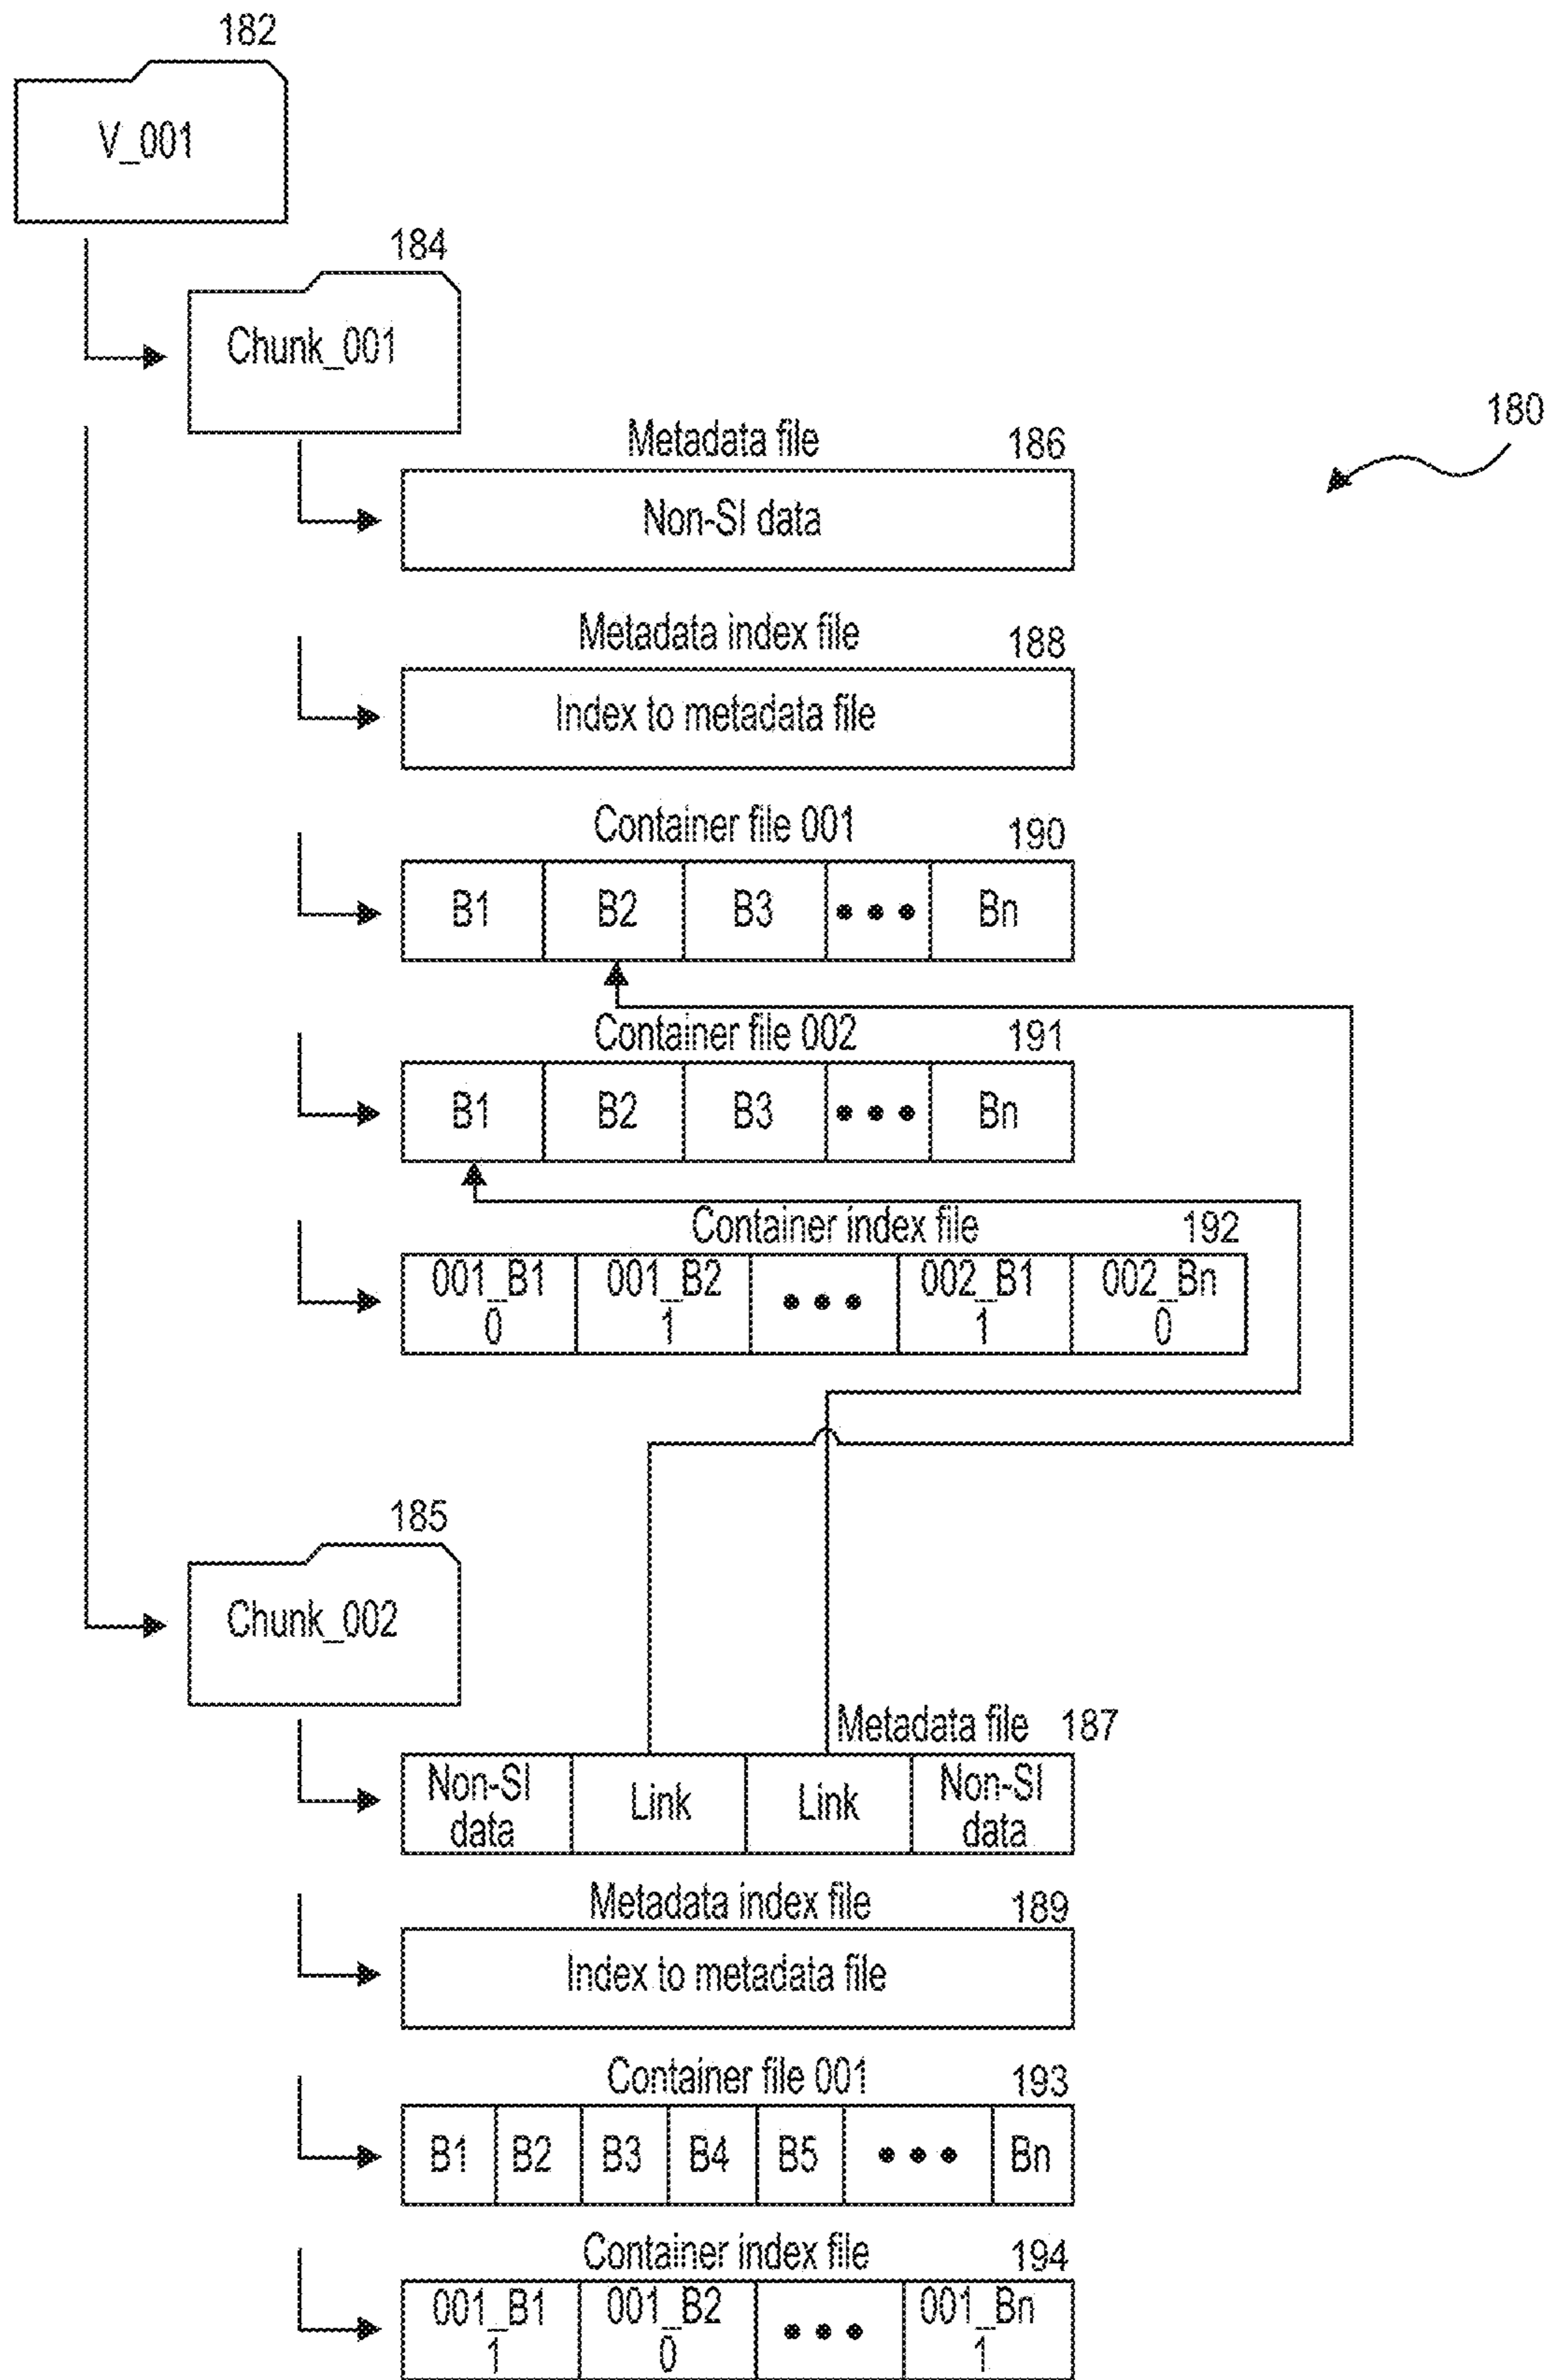 182
V_001
184
Chunk_001
180
Metadata file 186
Non-SI data
Metadata index file 188
Index to metadata file
Container file 001 190
B1 B2 B3 ••• Bn
Container file 002 191
B1 B2 B3 ••• Bn
Container index file 192
001_B1 001_B2 ••• 002_B1 002_Bn
0 1 1 0
185
Chunk_002
Metadata file 187
Non-SI Link Link Non-SI
data data
Metadata index file 189
Index to metadata file
Container file 001 193
B1 B2 B3 B4 B5 ••• Bn
Container index file 194
001_B1 001_B2 ••• 001_Bn
1 0 1